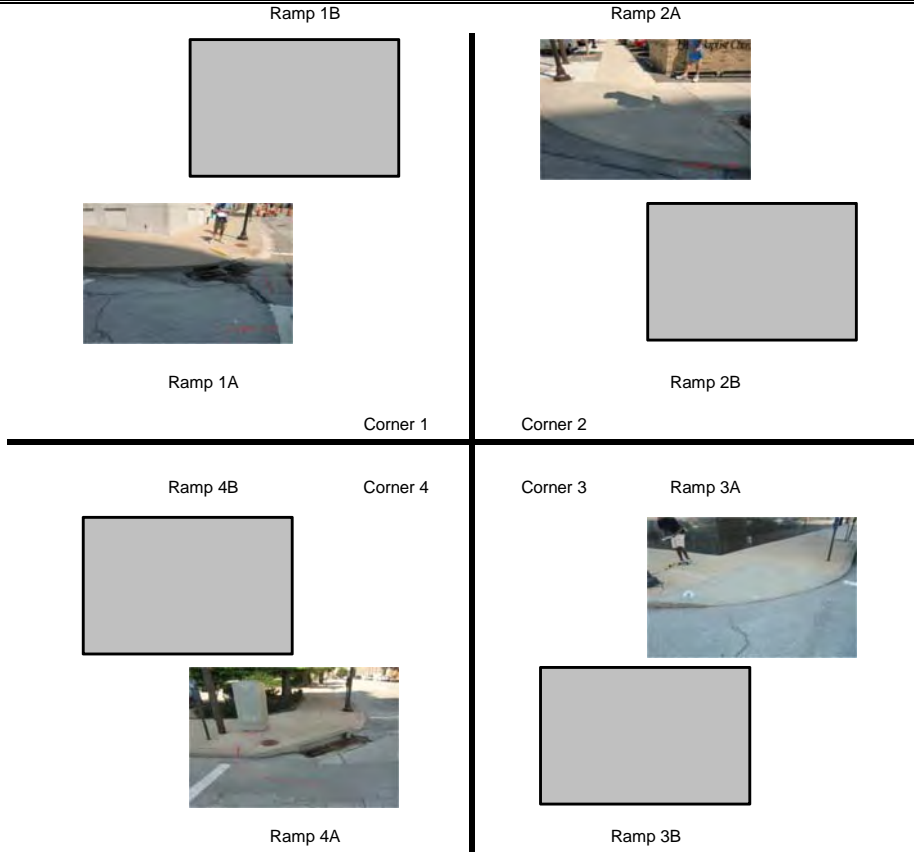 Ramp 1B
Ramp 2A
Ramp 1A
Ramp 2B
Corner 1
Corner 2
Ramp 4B
Corner 4
Corner 3
Ramp 3A
Ramp 4A
Ramp 3B